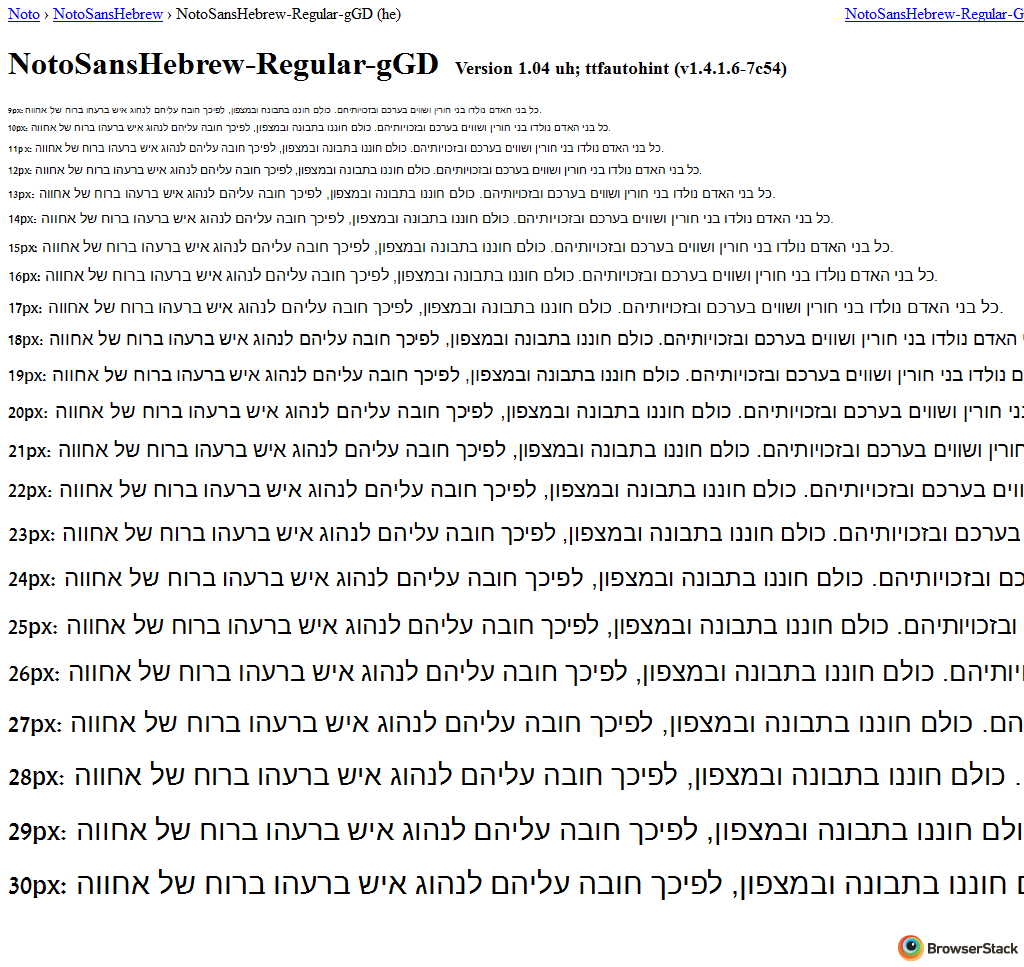 Noto › NotoSansHebrew › NotoSansHebrew-Regular-gGD (he) NotoSansHebrew-Regular-G
NotoSansHebrew-Regular-gGD Version 1.04 uh; ttfautohint (v1.4.1.6-7c54)
9px: כל בני האדם נולדו בני חורין ושווים בערכם ובזכויותיהם. כולם חוננו בתבונה ובמצפון, לפיכך חובה עליהם לנהוג איש ברעהו ברוח של אחווה.
10px: כל בני האדם נולדו בני חורין ושווים בערכם ובזכויותיהם. כולם חוננו בתבונה ובמצפון, לפיכך חובה עליהם לנהוג איש ברעהו ברוח של אחווה.
11px: כל בני האדם נולדו בני חורין ושווים בערכם ובזכויותיהם. כולם חוננו בתבונה ובמצפון, לפיכך חובה עליהם לנהוג איש ברעהו ברוח של אחווה.
12px: כל בני האדם נולדו בני חורין ושווים בערכם ובזכויותיהם. כולם חוננו בתבונה ובמצפון, לפיכך חובה עליהם לנהוג איש ברעהו ברוח של אחווה.
13px: כל בני האדם נולדו בני חורין ושווים בערכם ובזכויותיהם. כולם חוננו בתבונה ובמצפון, לפיכך חובה עליהם לנהוג איש ברעהו ברוח של אחווה.
14px: כל בני האדם נולדו בני חורין ושווים בערכם ובזכויותיהם. כולם חוננו בתבונה ובמצפון, לפיכך חובה עליהם לנהוג איש ברעהו ברוח של אחווה.
15px: כל בני האדם נולדו בני חורין ושווים בערכם ובזכויותיהם. כולם חוננו בתבונה ובמצפון, לפיכך חובה עליהם לנהוג איש ברעהו ברוח של אחווה.
16px: כל בני האדם נולדו בני חורין ושווים בערכם ובזכויותיהם. כולם חוננו בתבונה ובמצפון, לפיכך חובה עליהם לנהוג איש ברעהו ברוח של אחווה.
17px: כל בני האדם נולדו בני חורין ושווים בערכם ובזכויותיהם. כולם חוננו בתבונה ובמצפון, לפיכך חובה עליהם לנהוג איש ברעהו ברוח של אחווה.
18px: האדם נולדו בני חורין ושווים בערכם ובזכויותיהם. כולם חוננו בתבונה ובמצפון, לפיכך חובה עליהם לנהוג איש ברעהו ברוח של אחווה
19px: ם נולדו בני חורין ושווים בערכם ובזכויותיהם. כולם חוננו בתבונה ובמצפון, לפיכך חובה עליהם לנהוג איש ברעהו ברוח של אחווה
20px: ני חורין ושווים בערכם ובזכויותיהם. כולם חוננו בתבונה ובמצפון, לפיכך חובה עליהם לנהוג איש ברעהו ברוח של אחווה
21px: חורין ושווים בערכם ובזכויותיהם. כולם חוננו בתבונה ובמצפון, לפיכך חובה עליהם לנהוג איש ברעהו ברוח של אחווה
22px: ווים בערכם ובזכויותיהם. כולם חוננו בתבונה ובמצפון, לפיכך חובה עליהם לנהוג איש ברעהו ברוח של אחווה
23px: בערכם ובזכויותיהם. כולם חוננו בתבונה ובמצפון, לפיכך חובה עליהם לנהוג איש ברעהו ברוח של אחווה
24px: כם ובזכויותיהם. כולם חוננו בתבונה ובמצפון, לפיכך חובה עליהם לנהוג איש ברעהו ברוח של אחווה
25px: ובזכויותיהם. כולם חוננו בתבונה ובמצפון, לפיכך חובה עליהם לנהוג איש ברעהו ברוח של אחווה
26px: יותיהם. כולם חוננו בתבונה ובמצפון, לפיכך חובה עליהם לנהוג איש ברעהו ברוח של אחווה
27px: הם. כולם חוננו בתבונה ובמצפון, לפיכך חובה עליהם לנהוג איש ברעהו ברוח של אחווה
28px: . כולם חוננו בתבונה ובמצפון, לפיכך חובה עליהם לנהוג איש ברעהו ברוח של אחווה
29px: ולם חוננו בתבונה ובמצפון, לפיכך חובה עליהם לנהוג איש ברעהו ברוח של אחווה
30px: חוננו בתבונה ובמצפון, לפיכך חובה עליהם לנהוג איש ברעהו ברוח של אחווה
BrowserStack